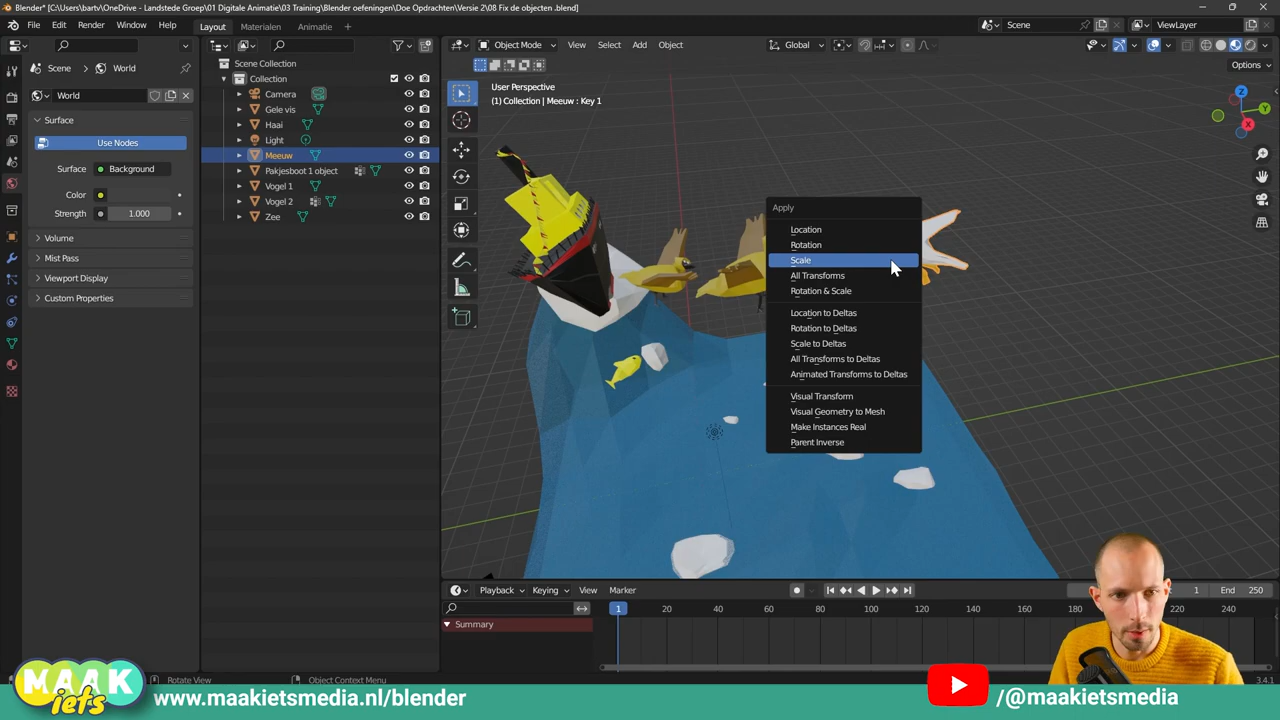 Blender* [C:\Users\bartv\OneDrive - Landstede Groep\01 Digitale Animatie\03 Training\Blender oefeningen\Doe Opdrachten\Versie 2\08 Fix de objecten .blend]
File Edit Render Window Help Layout Materialen Animatie Scene ViewLayer
Object Mode View Select Add Object Global
Options
Scene World
World
Surface
Use Nodes
Surface Background
Color
Strength 1.000
Volume
Mist Pass
Viewport Display
Custom Properties
Scene Collection
Collection
Camera
Gele vis
Haai
Light
Meeuw
Pakjesboot 1 object
Vogel 1
Vogel 2
Zee
User Perspective
(1) Collection | Meeuw : Key 1
X
Y
Z
Apply
Location
Rotation
Scale
All Transforms
Rotation & Scale
Location to Deltas
Rotation to Deltas
Scale to Deltas
All Transforms to Deltas
Animated Transforms to Deltas
Visual Transform
Visual Geometry to Mesh
Make Instances Real
Parent Inverse
Playback Keying View Marker 1 End 250
1 20 40 60 80 100 120 140 160 180 220 240
Summary
Rotate View Object Context Menu 3.4.1
MAAK
iets
www.maakietsmedia.nl/blender
/@maakietsmedia